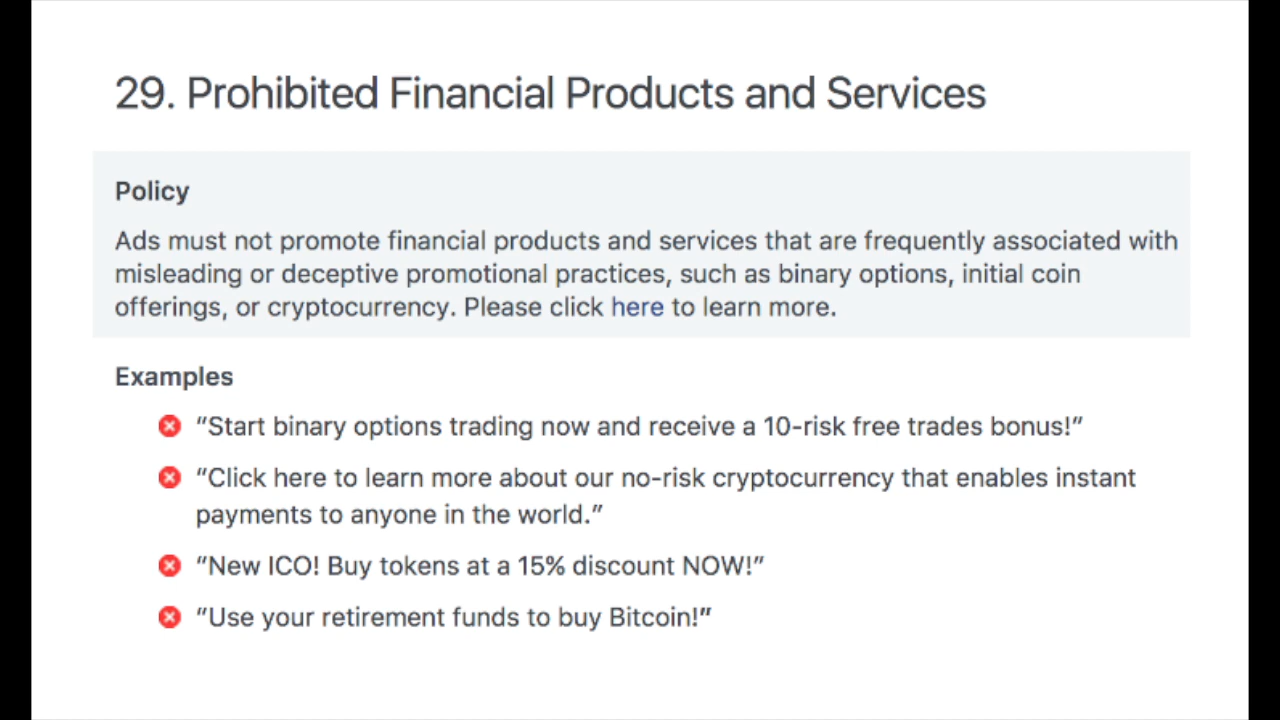 29. Prohibited Financial Products and Services
Policy
Ads must not promote financial products and services that are frequently associated with
misleading or deceptive promotional practices, such as binary options, initial coin
offerings, or cryptocurrency. Please click here to learn more.
Examples
“Start binary options trading now and receive a 10-risk free trades bonus!”
“Click here to learn more about our no-risk cryptocurrency that enables instant
payments to anyone in the world.”
“New ICO! Buy tokens at a 15% discount NOW!”
“Use your retirement funds to buy Bitcoin!”